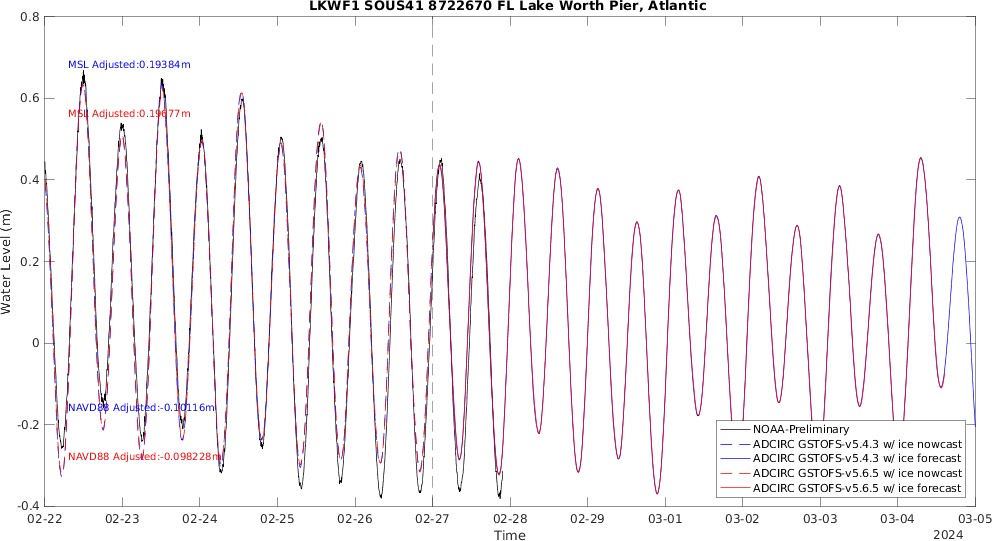 LKWF1 SOUS41 8722670 FL Lake Worth Pier, Atlantic
0.8
0.6
0.4
0.2
0
-0.2
-0.4
Water Level (m)
MSL Adjusted:0.19384m
MSL Adjusted:0.19677m
NAVD88 Adjusted:-0.10116m
NAVD88 Adjusted:-0.098228m
NOAA-Preliminary
ADCIRC GSTOFS-v5.4.3 w/ ice nowcast
ADCIRC GSTOFS-v5.4.3 w/ ice forecast
ADCIRC GSTOFS-v5.6.5 w/ ice nowcast
ADCIRC GSTOFS-v5.6.5 w/ ice forecast
02-22 02-23 02-24 02-25 02-26 02-27 02-28 02-29 03-01 03-02 03-03 03-04 03-05
Time
2024